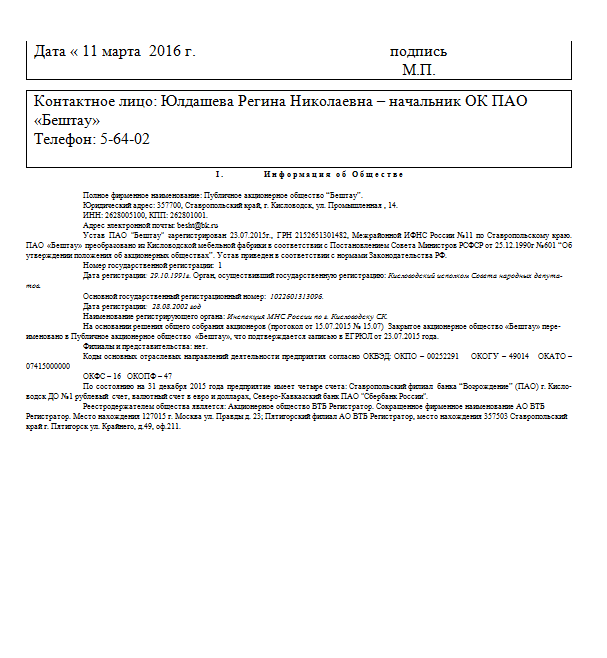 Дата « 11 марта 2016 г. подпись
М.П.
Контактное лицо: Юлдашева Регина Николаевна – начальник ОК ПАО
«Бештау»
Телефон: 5-64-02
I. Информация об Обществе
Полное фирменное наименование: Публичное акционерное общество “Бештау”.
Юридический адрес: 357700, Ставропольский край, г. Кисловодск, ул. Промышленная , 14.
ИНН: 2628005100, КПП: 262801001.
Адрес электронной почты: besht@bk.ru
Устав ПАО "Бештау" зарегистрирован 23.07.2015г., ГРН 2152651301482, Межрайонной ИФНС России №11 по Ставропольскому краю.
ПАО «Бештау» преобразовано из Кисловодской мебельной фабрики в соответствии с Постановлением Совета Министров РСФСР от 25.12.1990г №601 “Об
утверждении положения об акционерных обществах”. Устав приведен в соответствии с нормами Законодательства РФ.
Номер государственной регистрации: 1
Дата регистрации: 29.10.1991г. Орган, осуществивший государственную регистрацию: Кисловодский исполком Совета народных депута-
тов.
Основной государственный регистрационный номер: 1022601313096.
Дата регистрации: 28.08.2002 год
Наименование регистрирующего органа: Инспекция МНС России по г. Кисловодску СК.
На основании решения общего собрания акционеров (протокол от 15.07.2015 № 15.07) Закрытое акционерное общество «Бештау» пере-
именовано в Публичное акционерное общество «Бештау», что подтверждается записью в ЕГРЮЛ от 23.07.2015 года.
Филиалы и представительства: нет.
Коды основных отраслевых направлений деятельности предприятия согласно ОКВЭД: ОКПО – 00252291 ОКОГУ – 49014 ОКАТО –
07415000000
ОКФС – 16 ОКОПФ – 47
По состоянию на 31 декабря 2015 года предприятие имеет четыре счета: Ставропольский филиал банка “Возрождение” (ПАО) г. Кисло-
водск ДО №1 рублевый счет, валютный счет в евро и долларах, Северо-Кавказский банк ПАО "Сбербанк России".
Реестродержателем общества является: Акционерное общество ВТБ Регистратор. Сокращенное фирменное наименование АО ВТБ
Регистратор. Место нахождения 127015 г. Москва ул. Правды д. 23; Пятигорский филиал АО ВТБ Регистратор, место нахождения 357503 Ставропольский
край г. Пятигорск ул. Крайнего, д.49, оф.211.